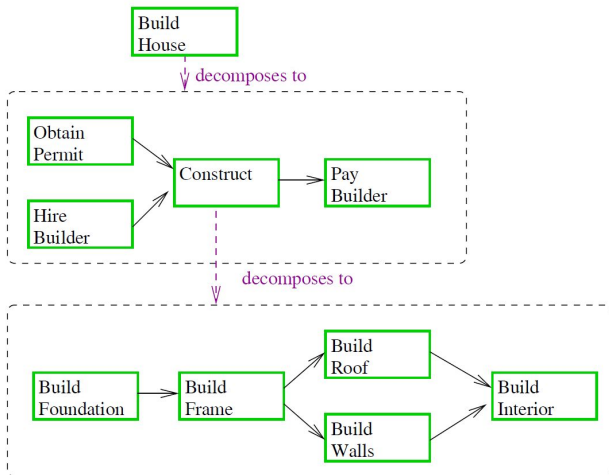 Build
House
decomposes to
Obtain
Permit
Construct
Pay
Builder
Hire
Builder
decomposes to
Build
Roof
Build
Foundation
Build
Frame
Build
Interior
Build
Walls